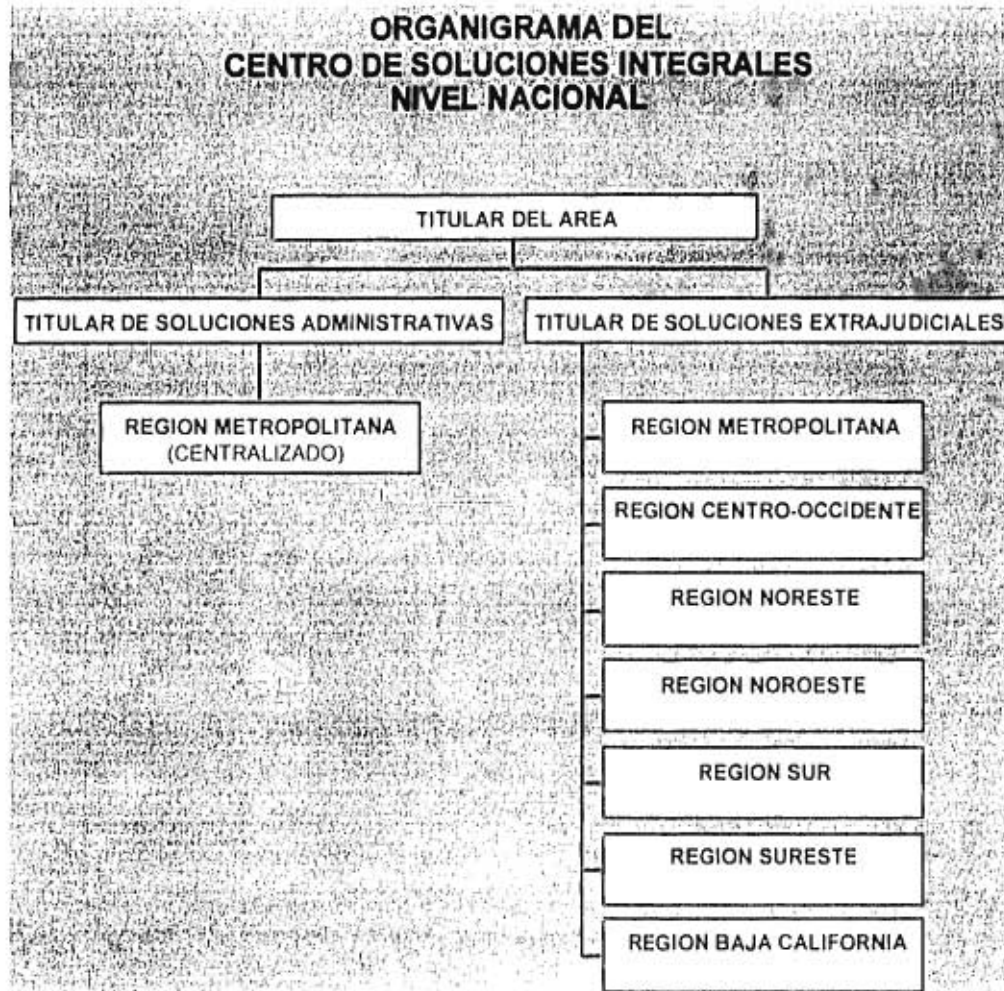 ORGANIGRAMA DEL
CENTRO DE SOLUCIONES INTEGRALES
NIVEL NACIONAL
TITULAR DEL AREA
TITULAR DE SOLUCIONES ADMINISTRATIVAS
TITULAR DE SOLUCIONES EXTRAJUDICIALES
REGION METROPOLITANA
(CENTRALIZADO)
REGION METROPOLITANA
REGION CENTRO-OCCIDENTE
REGION NORESTE
REGION NOROESTE
REGION SUR
REGION SURESTE
REGION BAJA CALIFORNIA